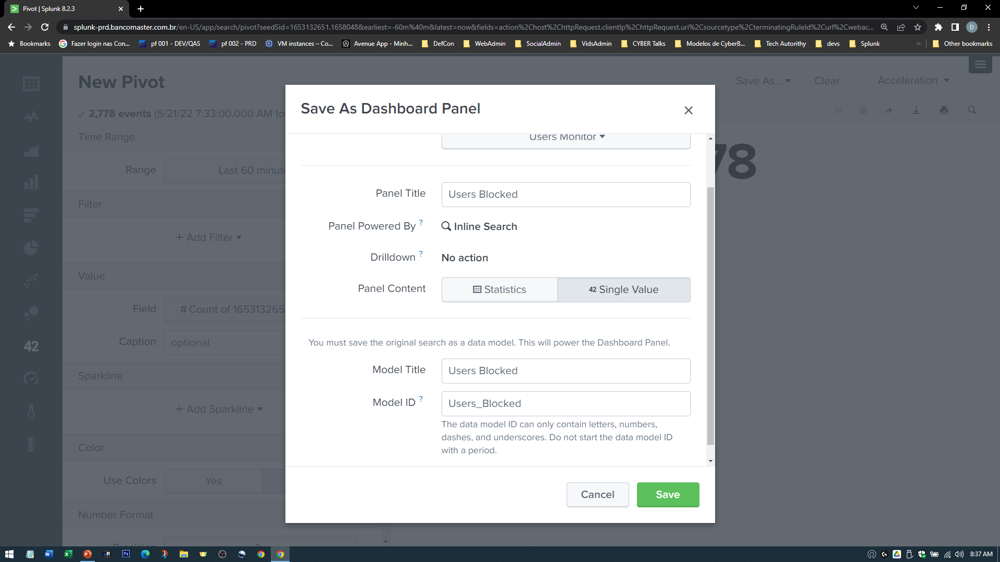 Pivot | Splunk 8.2.3
splunk-prd.bancomaster.com.br/en-US/app/search/pivot?seedSid=1653132651.1658048&earliest=-60m%40m&latest=now&fields=action%2Chost%2ChttpRequest.clientIp%2ChttpRequest.uri%2Csourcetype%2CterminatingRuleId%2Curl%2Cwebac...
D
Bookmarks
Fazer login nas Con...
pf 001 - DEV/QAS
pf 002 - PRD
VM instances – Co...
Avenue App - Minh...
DefCon
WebAdmin
SocialAdmin
VidsAdmin
CYBER Talks
Modelos de CyberB...
Tech Autorithy
devs
Splunk
»
Other bookmarks
New Pivot
Save As...
Clear
Acceleration
2,778 events (5/21/22 7:33:00.000 AM to
Time Range
Range
Last 60 minute
Filter
+ Add Filter
Value
Field
# Count of 165313265
Caption
optional
42
Sparkline
+ Add Sparkline
Color
Use Colors
Yes
Number Format
78
Save As Dashboard Panel
Users Monitor
Panel Title
Users Blocked
Panel Powered By ?
Inline Search
Drilldown ?
No action
Panel Content
Statistics
42 Single Value
You must save the original search as a data model. This will power the Dashboard Panel.
Model Title
Users Blocked
Model ID ?
Users_Blocked
The data model ID can only contain letters, numbers,
dashes, and underscores. Do not start the data model ID
with a period.
Cancel
Save
8:37 AM